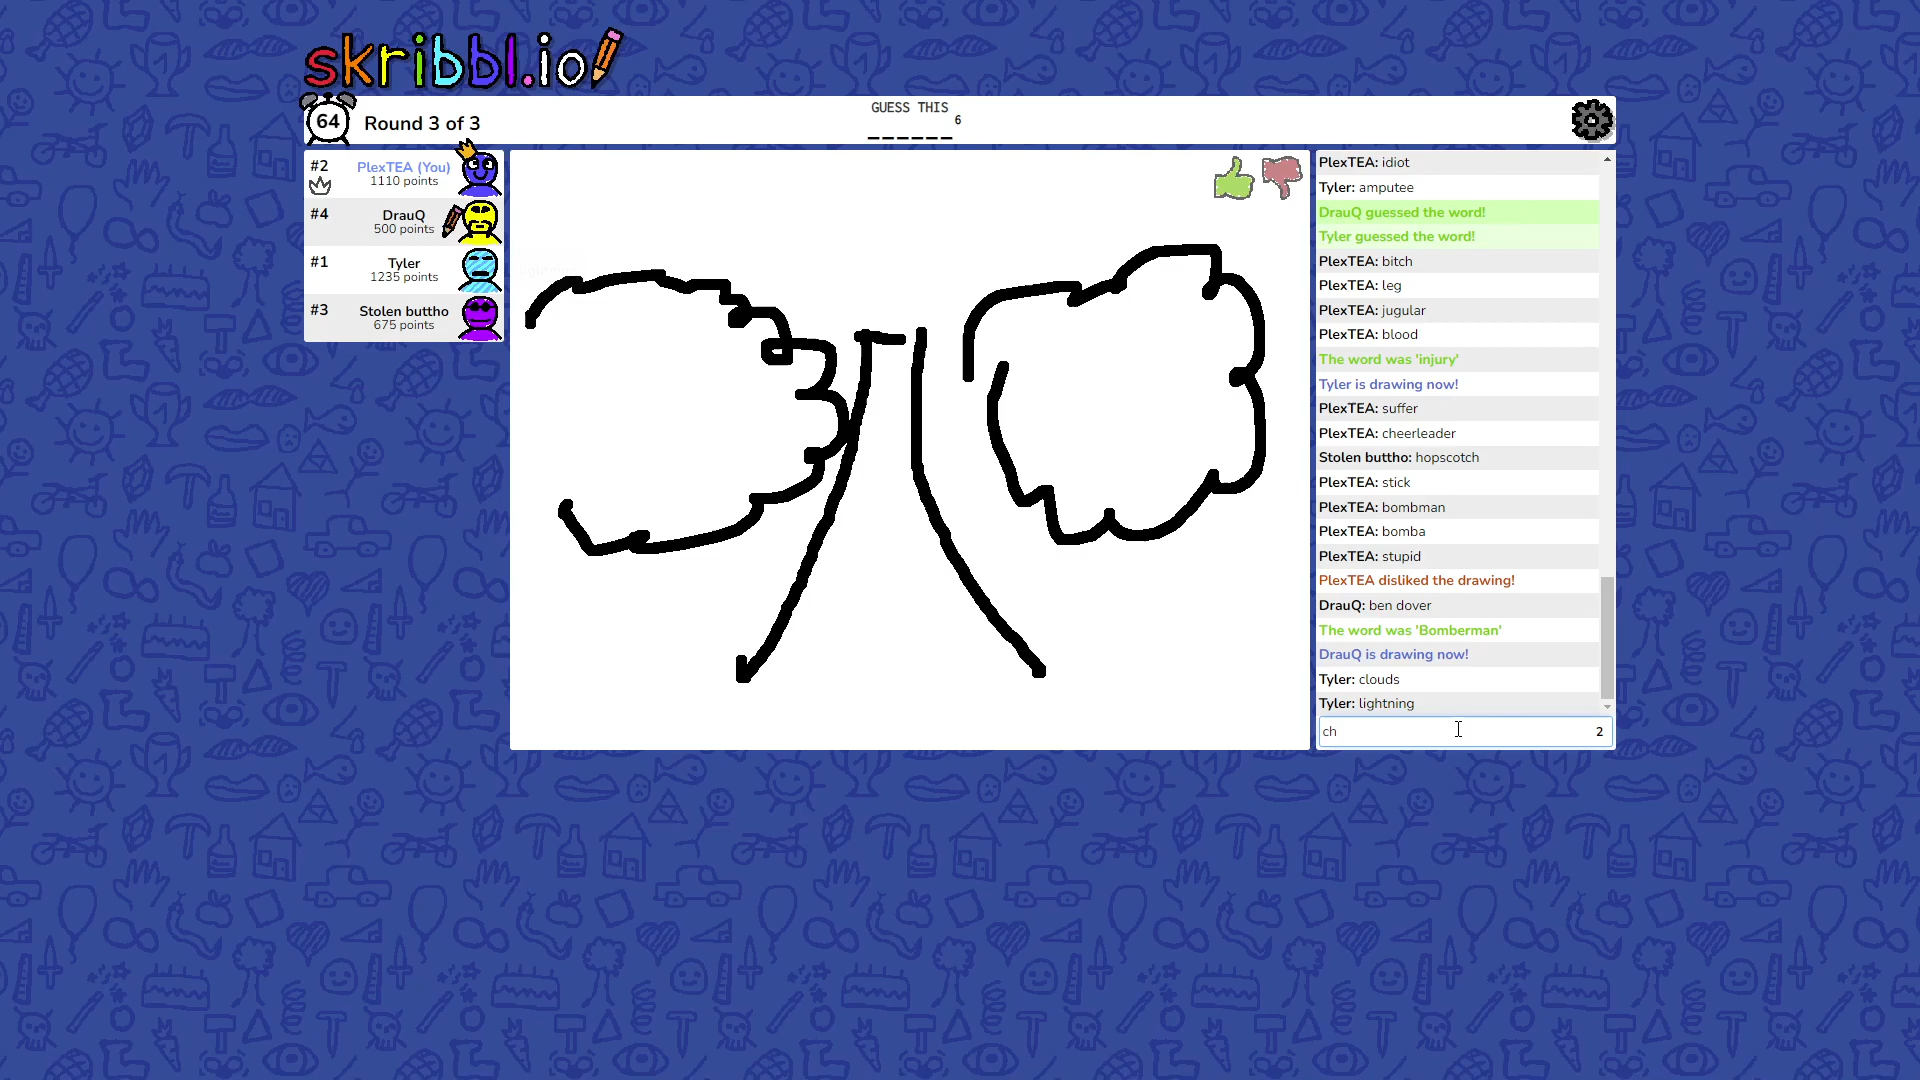 skribbl.io
64
Round 3 of 3
GUESS THIS
______ 6
#2
PlexTEA (You)
1110 points
#4
DrauQ
500 points
#1
Tyler
1235 points
#3
Stolen buttho
675 points
PlexTEA: idiot
Tyler: amputee
DrauQ guessed the word!
Tyler guessed the word!
PlexTEA: bitch
PlexTEA: leg
PlexTEA: jugular
PlexTEA: blood
The word was 'injury'
Tyler is drawing now!
PlexTEA: suffer
PlexTEA: cheerleader
Stolen buttho: hopscotch
PlexTEA: stick
PlexTEA: bombman
PlexTEA: bomba
PlexTEA: stupid
PlexTEA disliked the drawing!
DrauQ: ben dover
The word was 'Bomberman'
DrauQ is drawing now!
Tyler: clouds
Tyler: lightning
ch
2